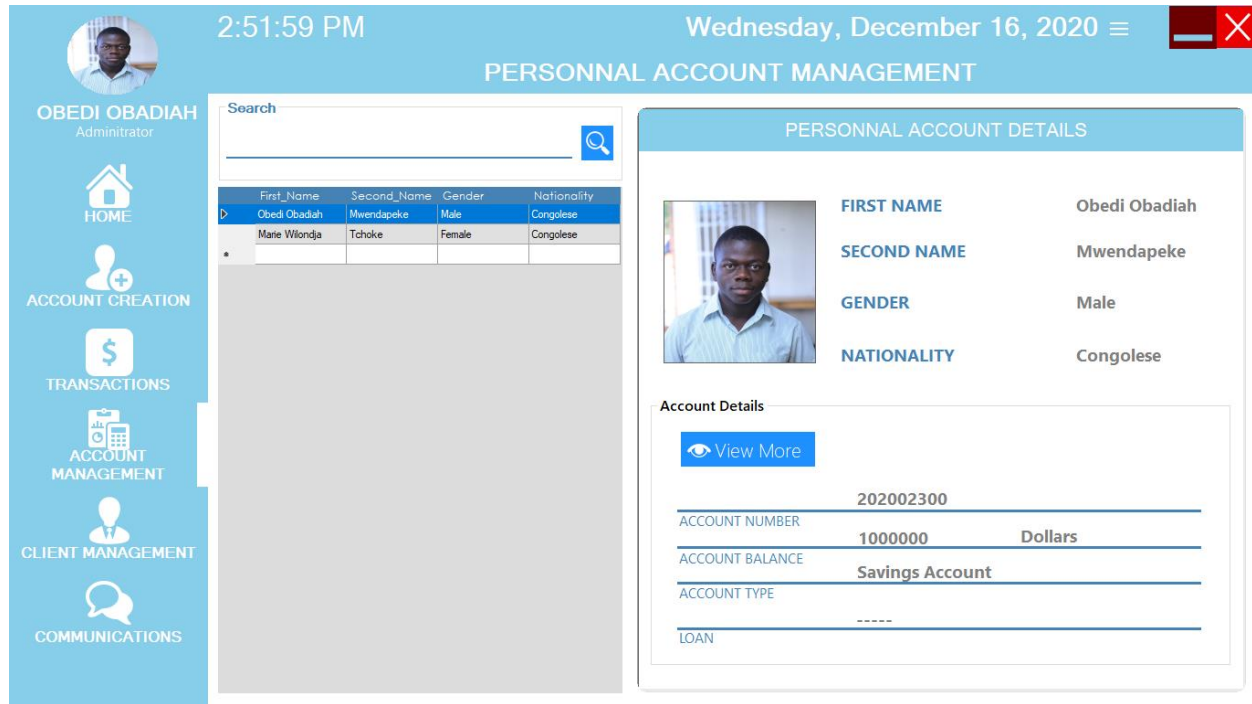 2:51:59 PM
Wednesday, December 16, 2020
PERSONNAL ACCOUNT MANAGEMENT
OBEDI OBADIAH
Adminitrator
HOME
ACCOUNT CREATION
TRANSACTIONS
ACCOUNT
MANAGEMENT
CLIENT MANAGEMENT
COMMUNICATIONS
Search
First_Name Second_Name Gender Nationality
Obedi Obadiah Mwendapeke Male Congolese
Marie Wilondja Tchoke Female Congolese
PERSONNAL ACCOUNT DETAILS
FIRST NAME Obedi Obadiah
SECOND NAME Mwendapeke
GENDER Male
NATIONALITY Congolese
Account Details
View More
202002300
ACCOUNT NUMBER
1000000 Dollars
ACCOUNT BALANCE
Savings Account
ACCOUNT TYPE
-----
LOAN